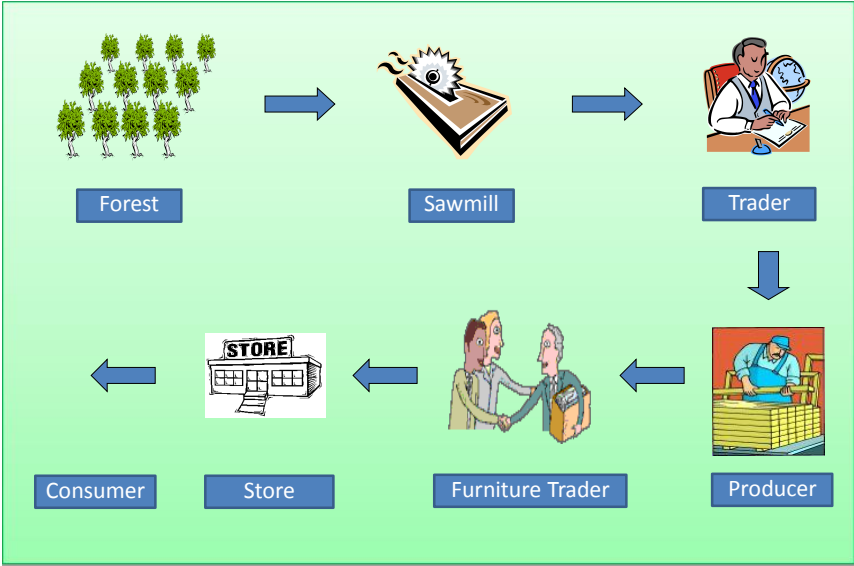 Forest
Sawmill
Trader
STORE
Consumer
Store
Furniture Trader
Producer